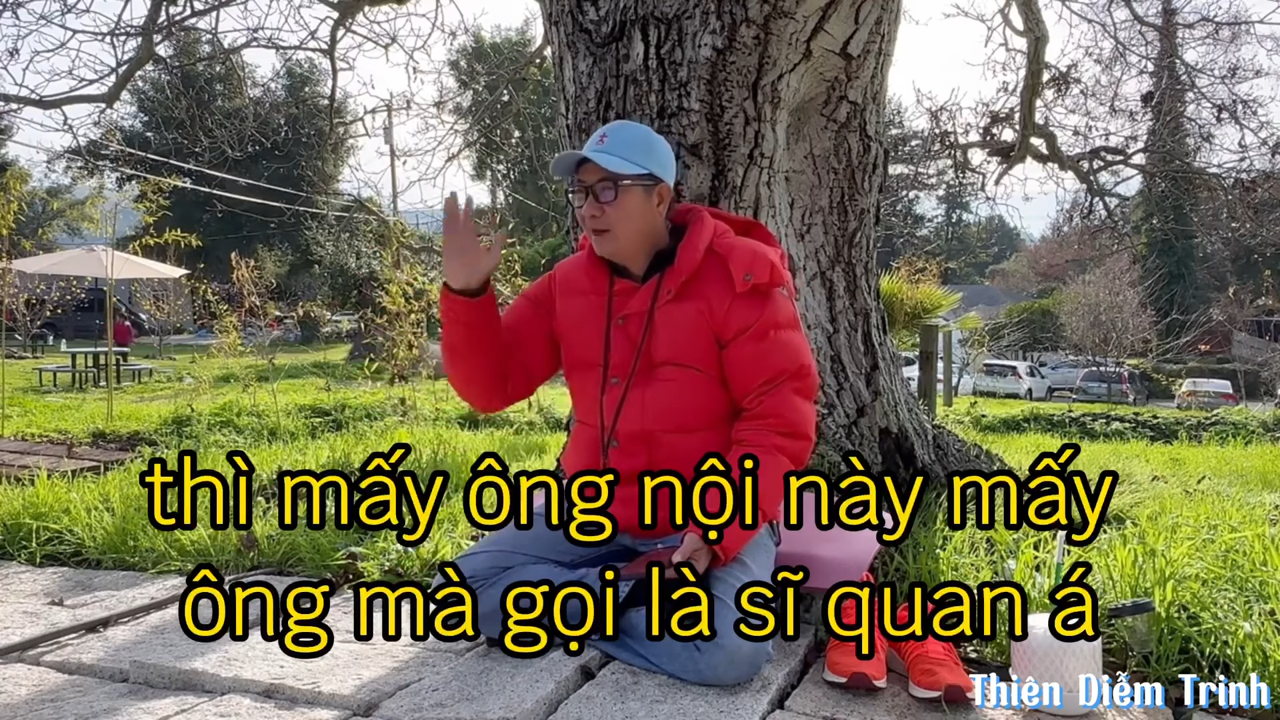 thì mấy ông nội này mấy
ông mà gọi là sĩ quan á
Thiên Diễm Trinh